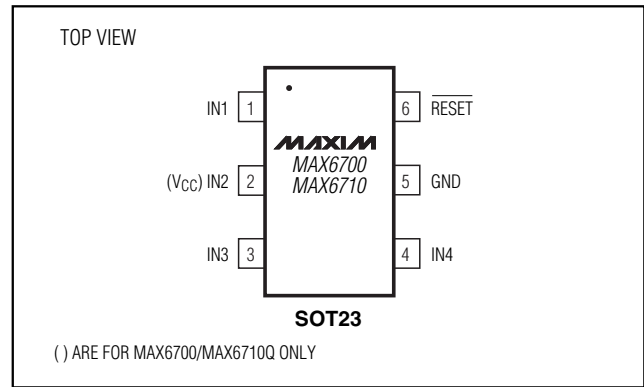 TOP VIEW
IN1 1
6 RESET
MAXIM
MAX6700
MAX6710
(VCC) IN2 2
5 GND
IN3 3
4 IN4
SOT23
( ) ARE FOR MAX6700/MAX6710Q ONLY